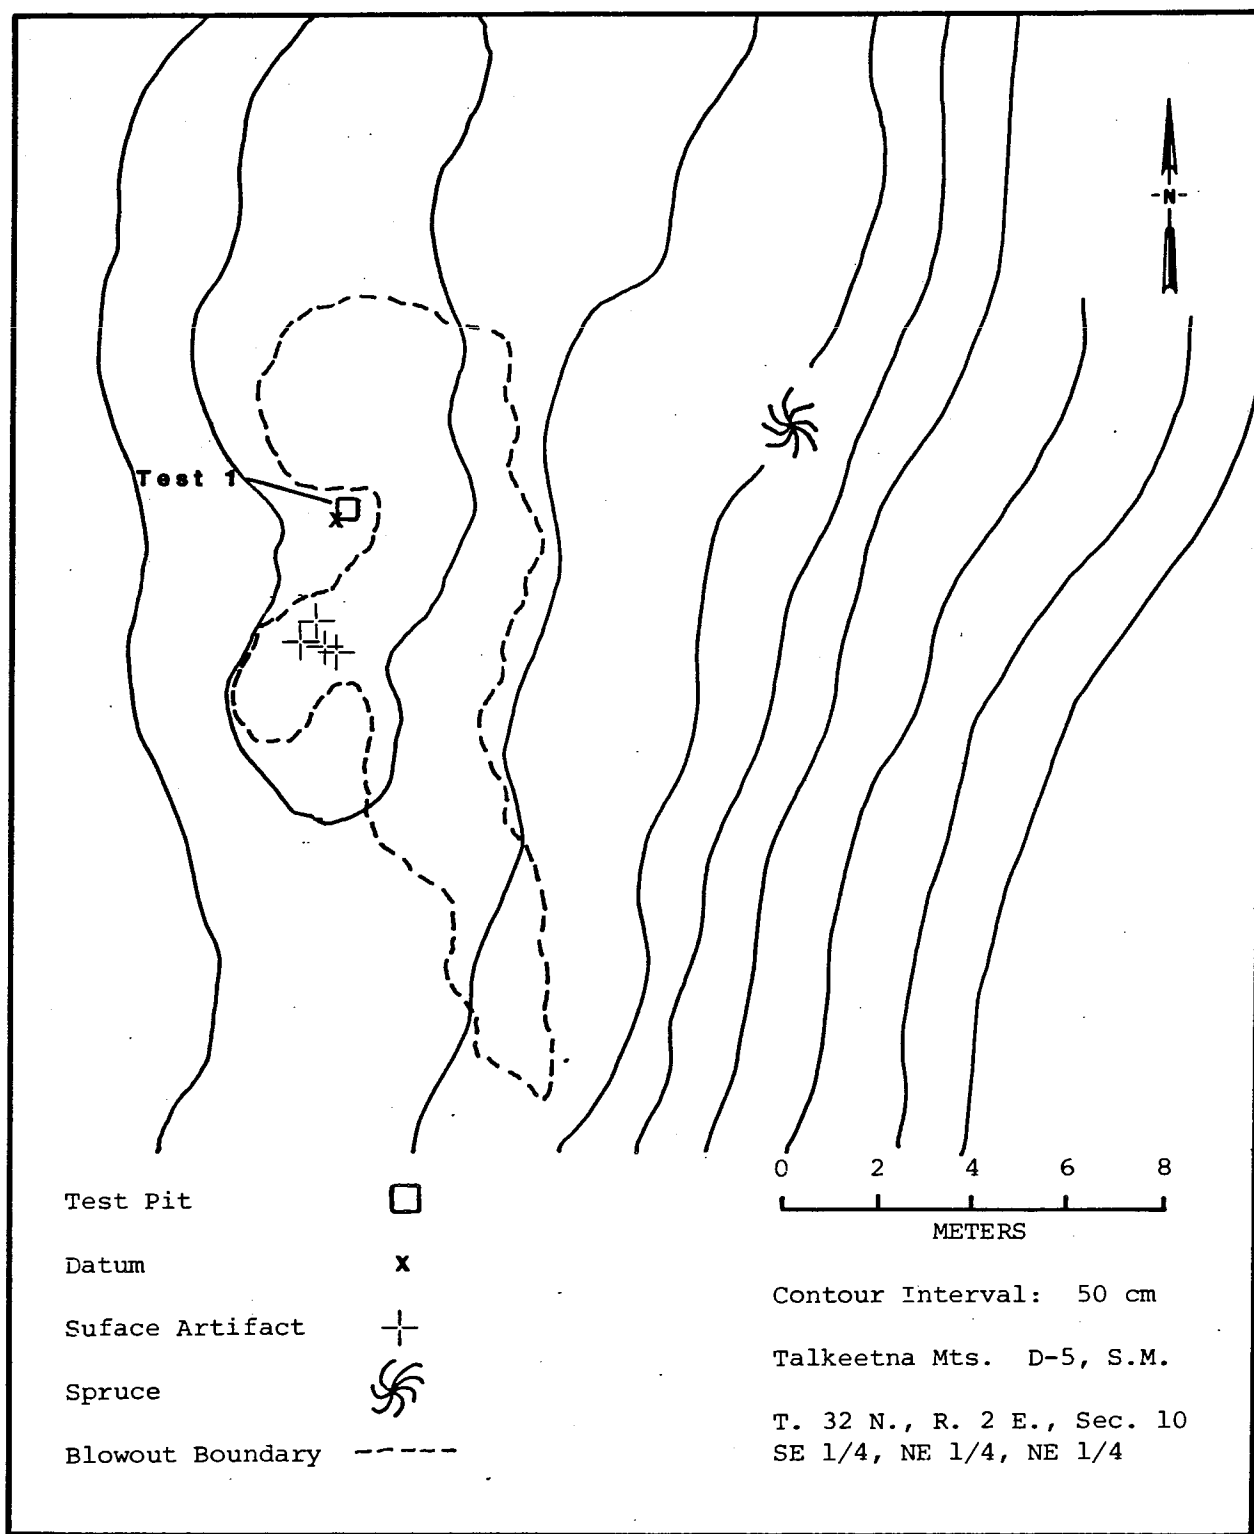 N
Test 1
x
0 2 4 6 8
METERS
Test Pit
Datum x
Suface Artifact
Spruce
Blowout Boundary
Contour Interval: 50 cm
Talkeetna Mts. D-5, S.M.
T. 32 N., R. 2 E., Sec. 10
SE 1/4, NE 1/4, NE 1/4